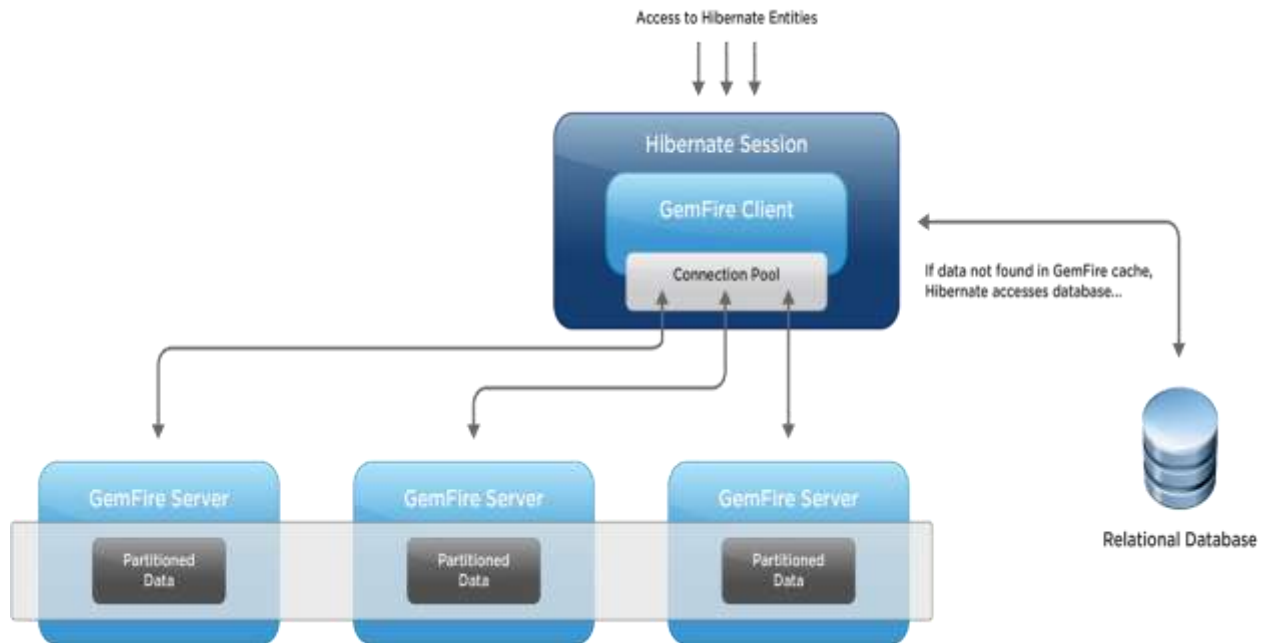 Access to Hibernate Entities
Hibernate Session
GemFire Client
Connection Pool
If data not found in GemFire cache,
Hibernate accesses database...
GemFire Server
GemFire Server
GemFire Server
Partitioned
Data
Partitioned
Data
Partitioned
Data
Relational Database